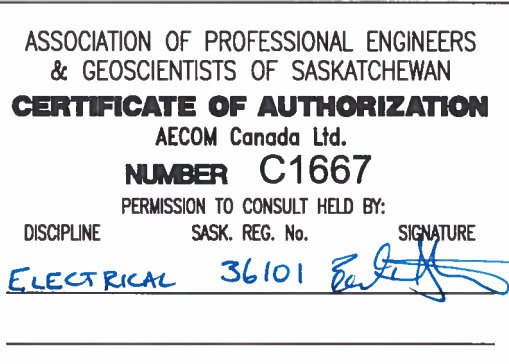 ASSOCIATION OF PROFESSIONAL ENGINEERS
& GEOSCIENTISTS OF SASKATCHEWAN
CERTIFICATE OF AUTHORIZATION
AECOM Canada Ltd.
NUMBER C1667
PERMISSION TO CONSULT HELD BY:
DISCIPLINE SASK. REG. No. SIGNATURE
ELECTRICAL 36101